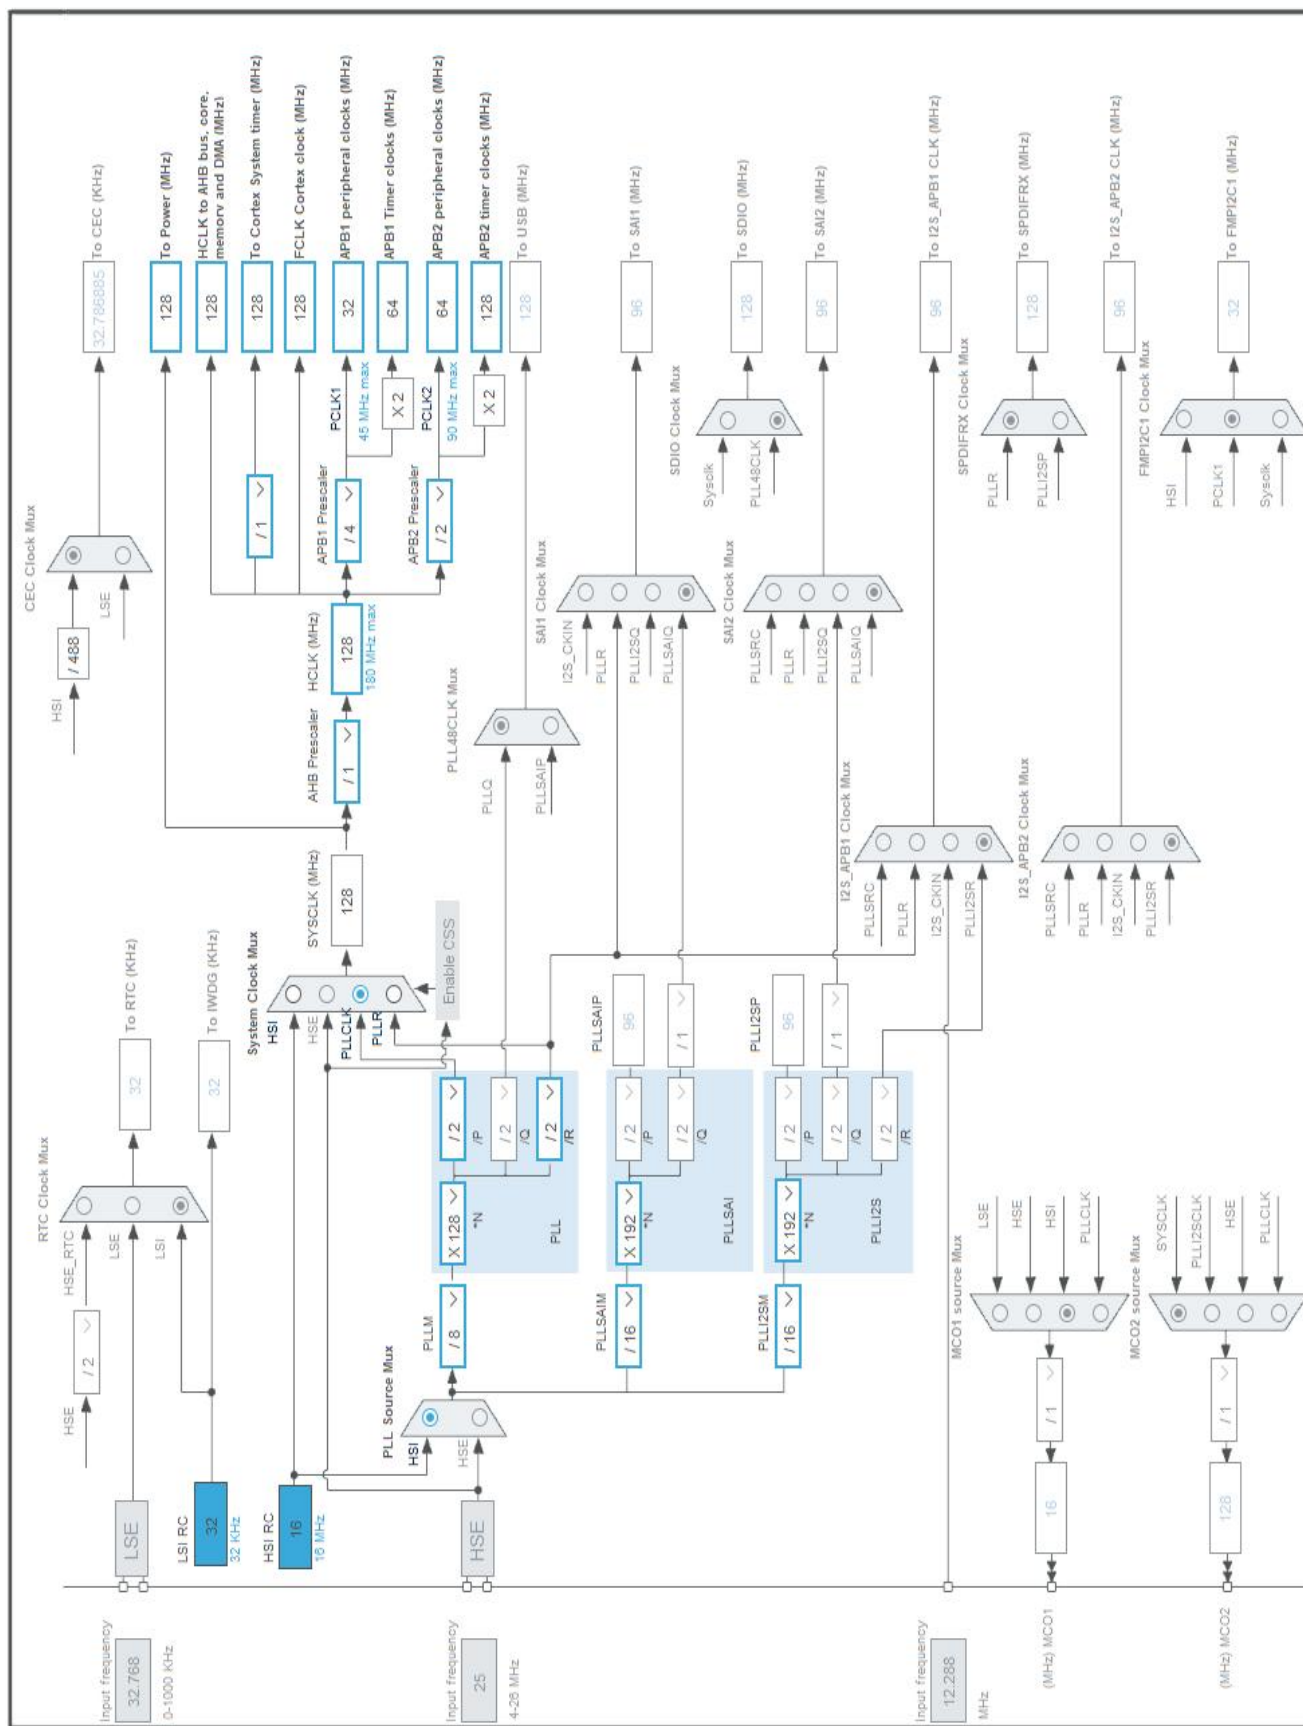 Input frequency
32.768
0-1000 KHz
LSE
HSE
/ 2
HSE_RTC
LSE
LSI
RTC Clock Mux
32
To RTC (KHz)
LSI RC
32
32 KHz
32
To IWDG (KHz)
HSI RC
16
16 MHz
HSI
/ 488
LSE
CEC Clock Mux
32.786885
To CEC (KHz)
System Clock Mux
HSI
HSE
PLLCLK
PLLR
Enable CSS
SYSCLK (MHz)
128
AHB Prescaler
/ 1
HCLK (MHz)
128
180 MHz max
/ 1
APB1 Prescaler
/ 4
APB2 Prescaler
/ 2
PCLK1
45 MHz max
X 2
PCLK2
90 MHz max
X 2
128
To Power (MHz)
128
HCLK to AHB bus, core,
memory and DMA (MHz)
128
To Cortex System timer (MHz)
128
FCLK Cortex clock (MHz)
32
APB1 peripheral clocks (MHz)
64
APB1 Timer clocks (MHz)
64
APB2 peripheral clocks (MHz)
128
APB2 timer clocks (MHz)
128
To USB (MHz)
Input frequency
25
4-26 MHz
HSE
PLL Source Mux
HSI
HSE
PLLM
/ 8
X 128
*N
/ 2
/P
/ 2
/Q
/ 2
/R
PLL
PLLQ
PLLSAIP
PLL48CLK Mux
PLLSAIM
/ 16
X 192
*N
/ 2
/P
/ 2
/Q
PLLSAI
PLLSAIP
96
/ 1
SAI1 Clock Mux
I2S_CKIN
PLLR
PLLI2SQ
PLLSAIQ
96
To SAI1 (MHz)
SDIO Clock Mux
Sysclk
PLL48CLK
128
To SDIO (MHz)
PLLI2SM
/ 16
X 192
*N
/ 2
/P
/ 2
/Q
/ 2
/R
PLLI2S
PLLI2SP
96
/ 1
SAI2 Clock Mux
PLLSRC
PLLR
PLLI2SQ
PLLSAIQ
96
To SAI2 (MHz)
Input frequency
12.288
MHz
I2S_APB1 Clock Mux
PLLSRC
PLLR
I2S_CKIN
PLLI2SR
96
To I2S_APB1 CLK (MHz)
SPDIFRX Clock Mux
PLLR
PLLI2SP
128
To SPDIFRX (MHz)
I2S_APB2 Clock Mux
PLLSRC
PLLR
I2S_CKIN
PLLI2SR
96
To I2S_APB2 CLK (MHz)
FMPI2C1 Clock Mux
HSI
PCLK1
Sysclk
32
To FMPI2C1 (MHz)
MCO1 source Mux
LSE
HSE
HSI
PLLCLK
/ 1
16
(MHz) MCO1
MCO2 source Mux
SYSCLK
PLLI2SCLK
HSE
PLLCLK
/ 1
128
(MHz) MCO2